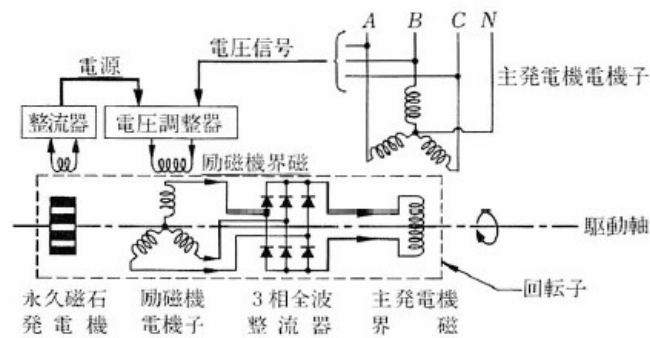 A B C N
電圧信号
主発電機電機子
電源
整流器
電圧調整器
励磁機界磁
駆動軸
回転子
永久磁石
発電機
励磁機
電機子
3相全波
整流器
主発電機
界磁